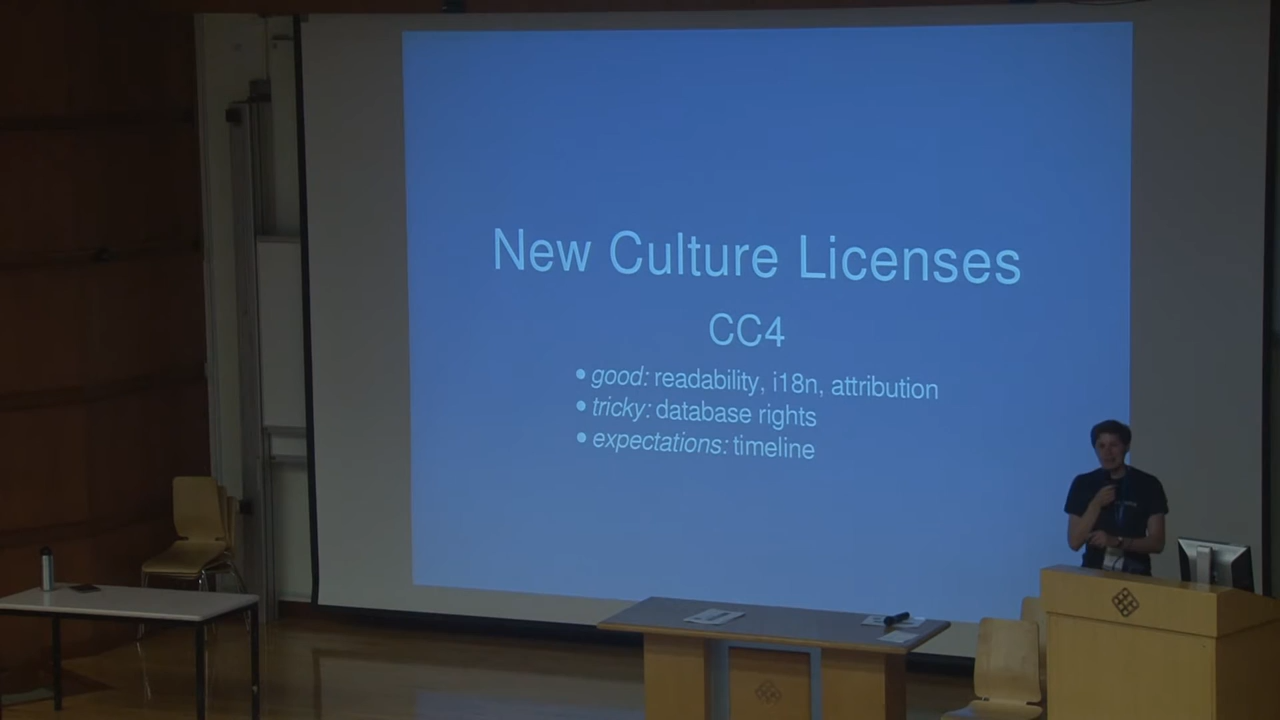 New Culture Licenses
CC4
• good: readability, i18n, attribution
• tricky: database rights
• expectations: timeline